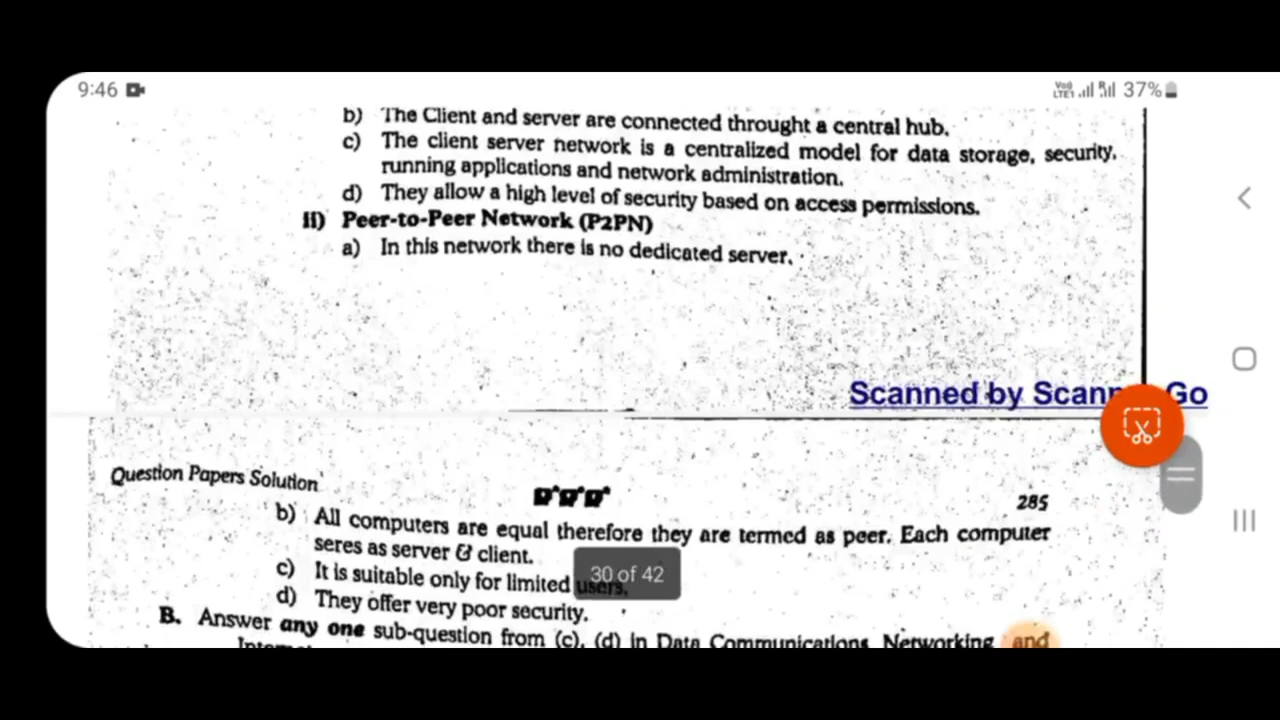 9:46
Vo) LTE1 37%
b) The Client and server are connected throught a central hub.
c) The client server network is a centralized model for data storage, security,
running applications and network administration.
d) They allow a high level of security based on access permissions.
ii) Peer-to-Peer Network (P2PN)
a) In this network there is no dedicated server.
Scanned by Scann Go
Question Papers Solution
285
b) All computers are equal therefore they are termed as peer. Each computer
seres as server & client.
c) It is suitable only for limited users.
30 of 42
d) They offer very poor security.
B. Answer any one sub-question from (c), (d) in Data Communications, Networking and